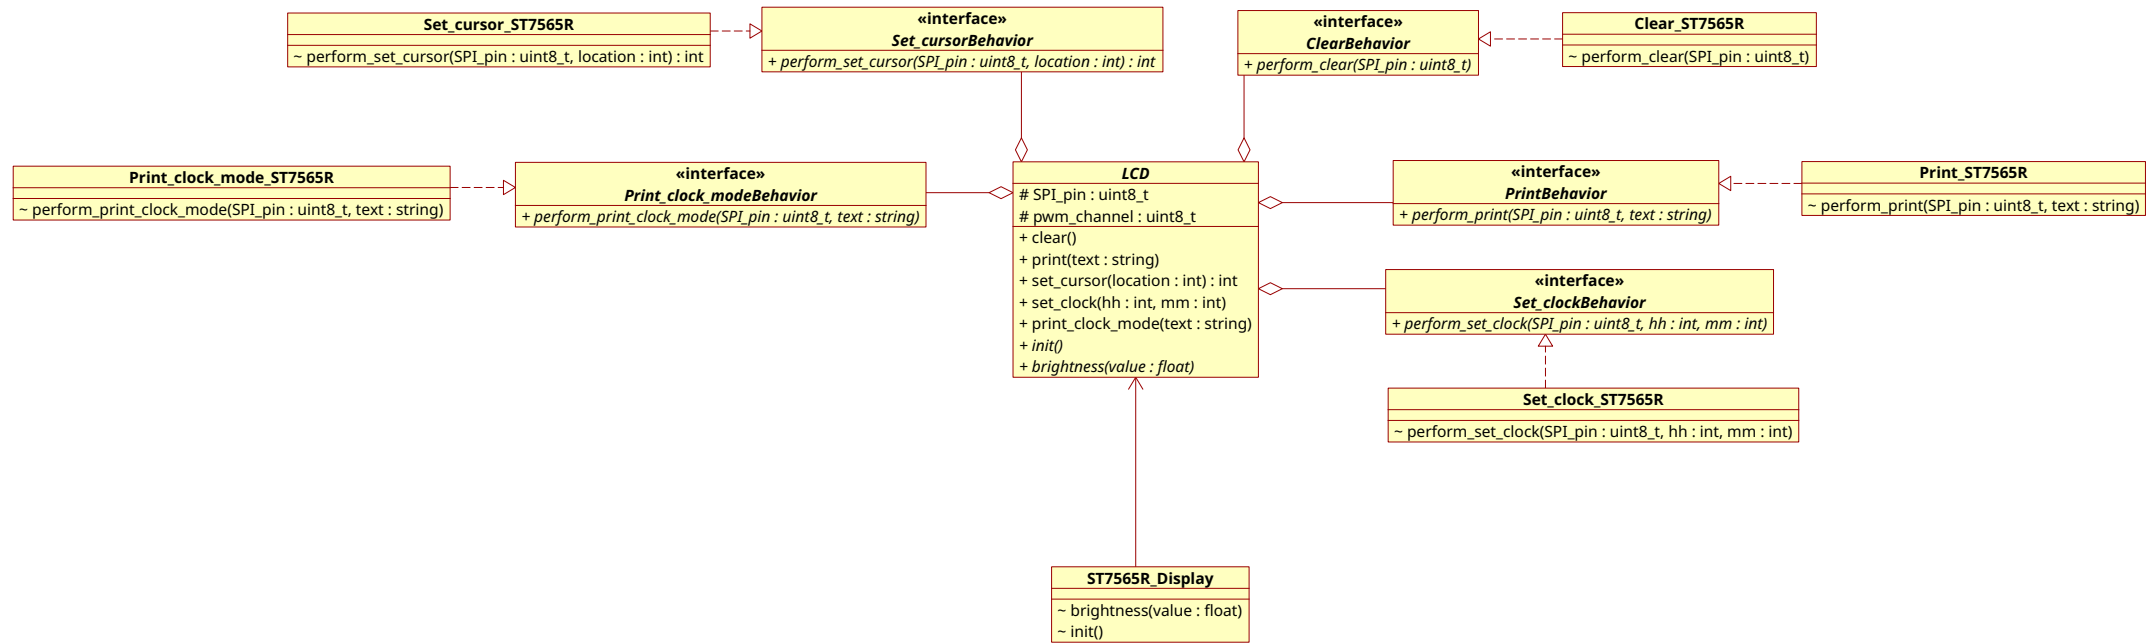 Set_cursor_ST7565R
~ perform_set_cursor(SPI_pin : uint8_t, location : int) : int
«interface»
Set_cursorBehavior
+ perform_set_cursor(SPI_pin : uint8_t, location : int) : int
«interface»
ClearBehavior
+ perform_clear(SPI_pin : uint8_t)
Clear_ST7565R
~ perform_clear(SPI_pin : uint8_t)
Print_clock_mode_ST7565R
~ perform_print_clock_mode(SPI_pin : uint8_t, text : string)
«interface»
Print_clock_modeBehavior
+ perform_print_clock_mode(SPI_pin : uint8_t, text : string)
LCD
# SPI_pin : uint8_t
# pwm_channel : uint8_t
+ clear()
+ print(text : string)
+ set_cursor(location : int) : int
+ set_clock(hh : int, mm : int)
+ print_clock_mode(text : string)
+ init()
+ brightness(value : float)
«interface»
PrintBehavior
+ perform_print(SPI_pin : uint8_t, text : string)
Print_ST7565R
~ perform_print(SPI_pin : uint8_t, text : string)
«interface»
Set_clockBehavior
+ perform_set_clock(SPI_pin : uint8_t, hh : int, mm : int)
Set_clock_ST7565R
~ perform_set_clock(SPI_pin : uint8_t, hh : int, mm : int)
ST7565R_Display
~ brightness(value : float)
~ init()